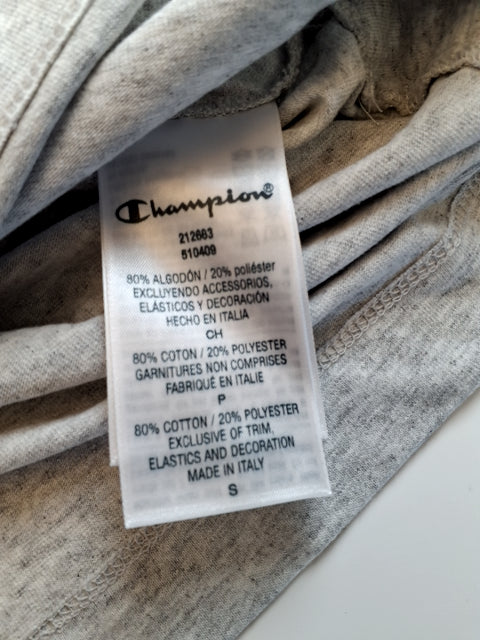 Champion®
212663
510409
80% ALGODÓN / 20% poliéster
EXCLUYENDO ACCESSORIOS,
ELÁSTICOS Y DECORACIÓN
HECHO EN ITALIA
CH
80% COTON / 20% POLYESTER
GARNITURES NON COMPRISES
FABRIQUÉ EN ITALIE
P
80% COTTON / 20% POLYESTER
EXCLUSIVE OF TRIM,
ELASTICS AND DECORATION
MADE IN ITALY
S